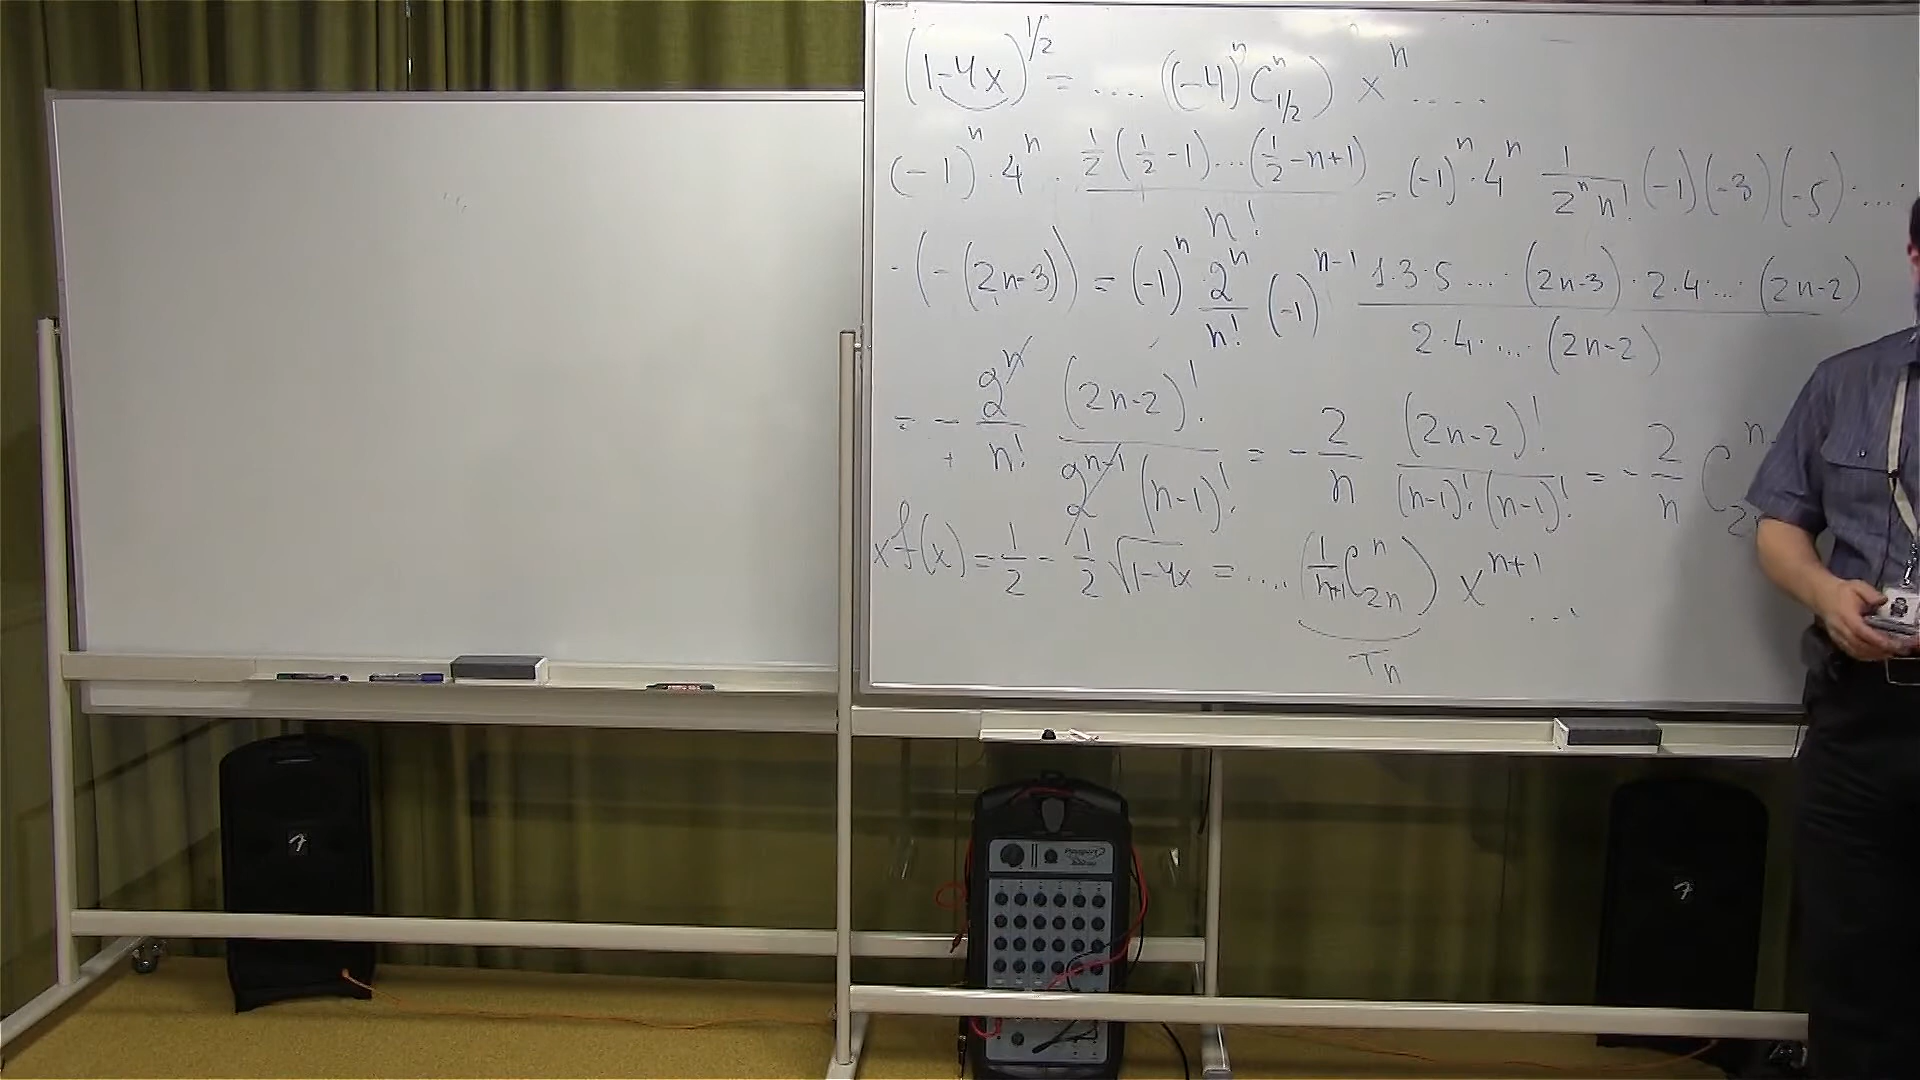 (1-4x)^{1/2} = .... ((-4)^n C^n_{1/2}) x^n ....
(-1)^n · 4^n · \frac{\frac{1}{2}(\frac{1}{2}-1)...(\frac{1}{2}-n+1)}{n!} = (-1)^n · 4^n \frac{1}{2^n n!} (-1)(-3)(-5) · ....
· (-(2n-3)) = (-1)^n · \frac{2^n}{n!} (-1)^{n-1} \frac{1·3·5 ... · (2n-3) · 2·4· ... · (2n-2)}{2·4· ... · (2n-2)}
= - \frac{2^n}{n!} \frac{(2n-2)!}{2^{n-1} (n-1)!} = - \frac{2}{n} \frac{(2n-2)!}{(n-1)! (n-1)!} = - \frac{2}{n} C
x f(x) = \frac{1}{2} - \frac{1}{2} \sqrt{1-4x} = .... (\frac{1}{n+1} C^n_{2n}) x^{n+1} ...
T_n